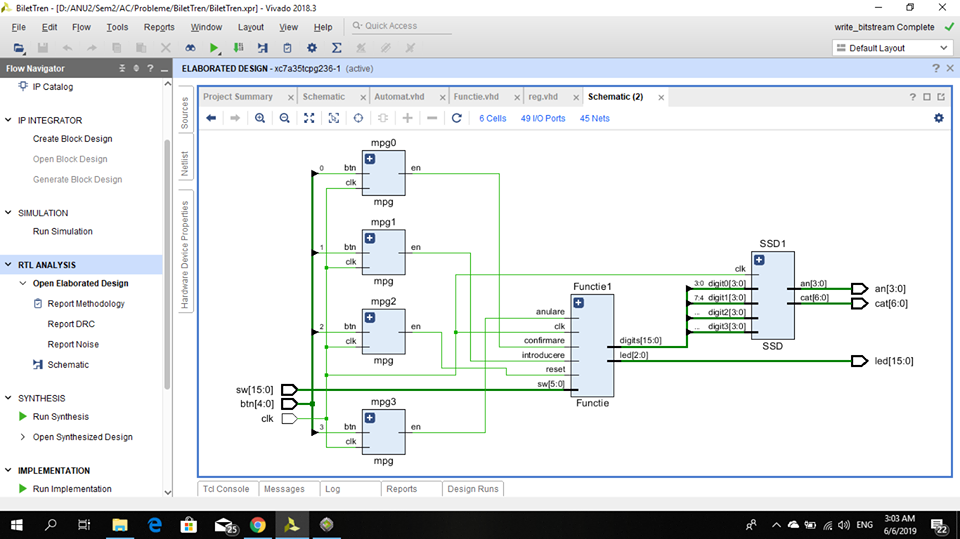 BiletTren - [D:/ANU2/Sem2/AC/Probleme/BiletTren/BiletTren.xpr] - Vivado 2018.3
File Edit Flow Tools Reports Window Layout View Help Quick Access
write_bitstream Complete
Default Layout
Flow Navigator
ELABORATED DESIGN - xc7a35tcpg236-1 (active)
IP Catalog
IP INTEGRATOR
Create Block Design
Open Block Design
Generate Block Design
SIMULATION
Run Simulation
RTL ANALYSIS
Open Elaborated Design
Report Methodology
Report DRC
Report Noise
Schematic
SYNTHESIS
Run Synthesis
Open Synthesized Design
IMPLEMENTATION
Run Implementation
Sources
Netlist
Hardware Device Properties
Project Summary
Schematic
Automat.vhd
Functie.vhd
reg.vhd
Schematic (2)
6 Cells 49 I/O Ports 45 Nets
mpg0
0 btn en
clk
mpg
mpg1
1 btn en
clk
mpg
mpg2
2 btn en
clk
mpg
sw[15:0]
btn[4:0]
clk
mpg3
3 btn en
clk
mpg
Functie1
anulare
clk
confirmare
introducere
reset
sw[5:0]
digits[15:0]
led[2:0]
Functie
SSD1
clk
3:0 digit0[3:0]
7:4 digit1[3:0]
... digit2[3:0]
... digit3[3:0]
an[3:0]
cat[6:0]
SSD
an[3:0]
cat[6:0]
led[15:0]
Tcl Console Messages Log Reports Design Runs
25
ENG
3:03 AM
6/6/2019
22